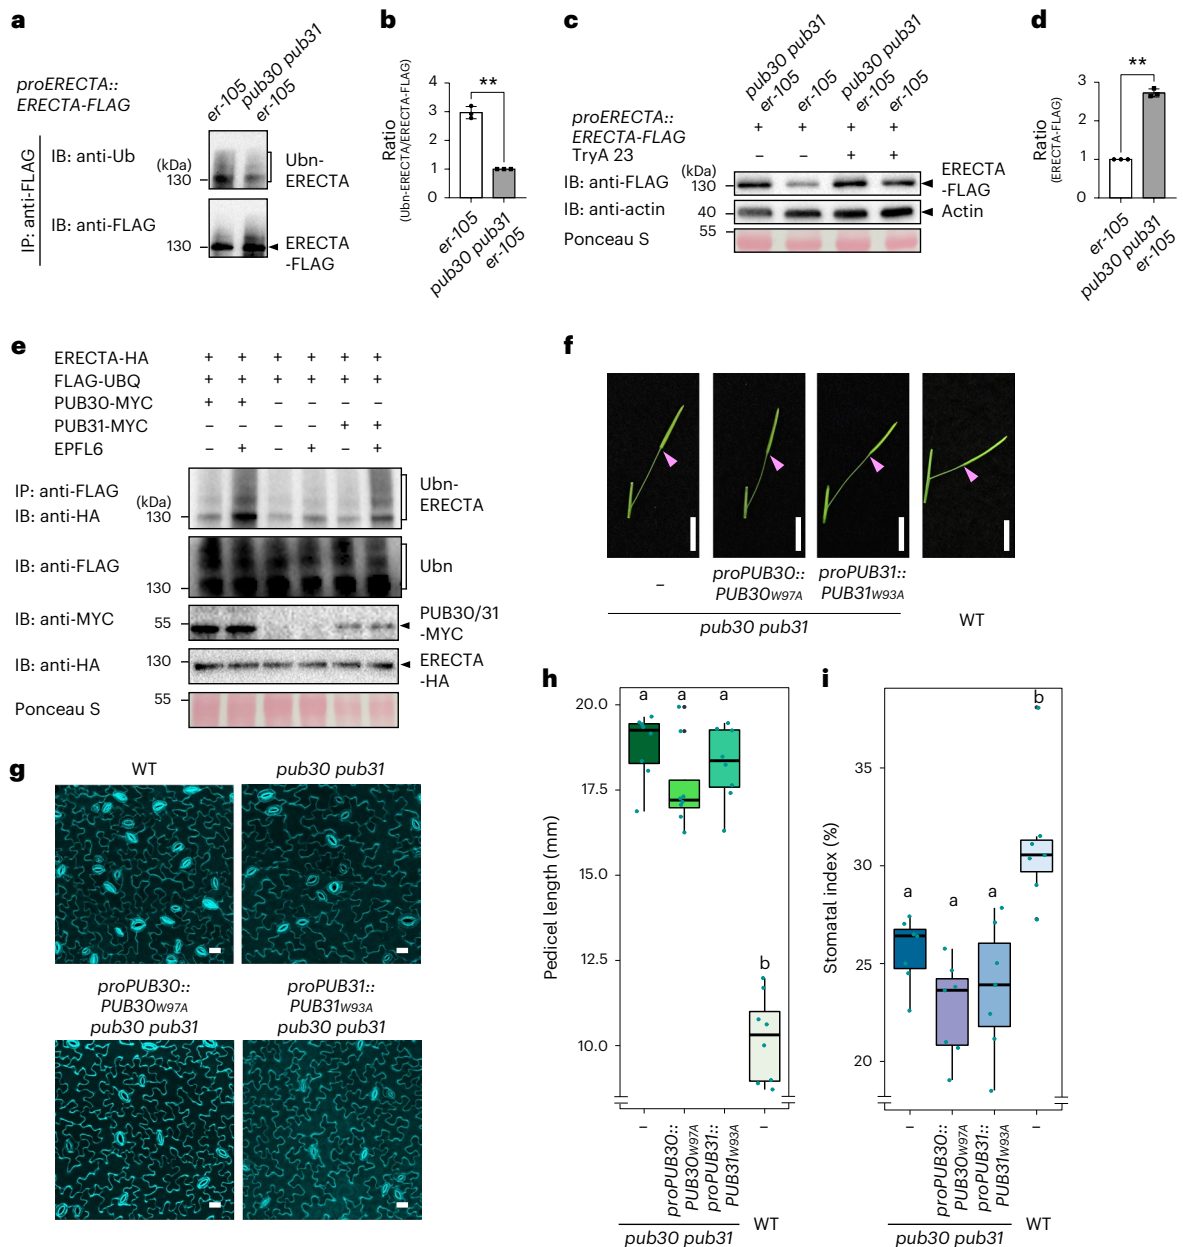 a
proERECTA::
ERECTA-FLAG
er-105
pub30 pub31
er-105
IP: anti-FLAG
IB: anti-Ub
(kDa)
130
Ubn-
ERECTA
IB: anti-FLAG
130
ERECTA
-FLAG
b
Ratio
(Ubn-ERECTA/ERECTA-FLAG)
4
3
2
1
0
**
er-105
pub30 pub31
er-105
c
pub30 pub31
er-105
er-105
pub30 pub31
er-105
er-105
proERECTA::
ERECTA-FLAG
+ + + +
TryA 23
– – + +
(kDa)
IB: anti-FLAG
130
ERECTA
-FLAG
IB: anti-actin
40
Actin
55
Ponceau S
d
Ratio
(ERECTA-FLAG)
3
2
1
0
**
er-105
pub30 pub31
er-105
e
ERECTA-HA + + + + + +
FLAG-UBQ + + + + + +
PUB30-MYC + + – – – –
PUB31-MYC – – – – + +
EPFL6 – + – + – +
IP: anti-FLAG
IB: anti-HA
(kDa)
130
Ubn-
ERECTA
IB: anti-FLAG
130
Ubn
IB: anti-MYC
55
PUB30/31
-MYC
IB: anti-HA
130
ERECTA
-HA
55
Ponceau S
f
–
proPUB30::
PUB30W97A
proPUB31::
PUB31W93A
pub30 pub31
WT
g
WT
pub30 pub31
proPUB30::
PUB30W97A
pub30 pub31
proPUB31::
PUB31W93A
pub30 pub31
h
Pedicel length (mm)
20.0
17.5
15.0
12.5
10.0
a
a
a
b
–
proPUB30::
PUB30W97A
proPUB31::
PUB31W93A
–
pub30 pub31
WT
i
Stomatal index (%)
35
30
25
20
a
a
a
b
–
proPUB30::
PUB30W97A
proPUB31::
PUB31W93A
–
pub30 pub31
WT